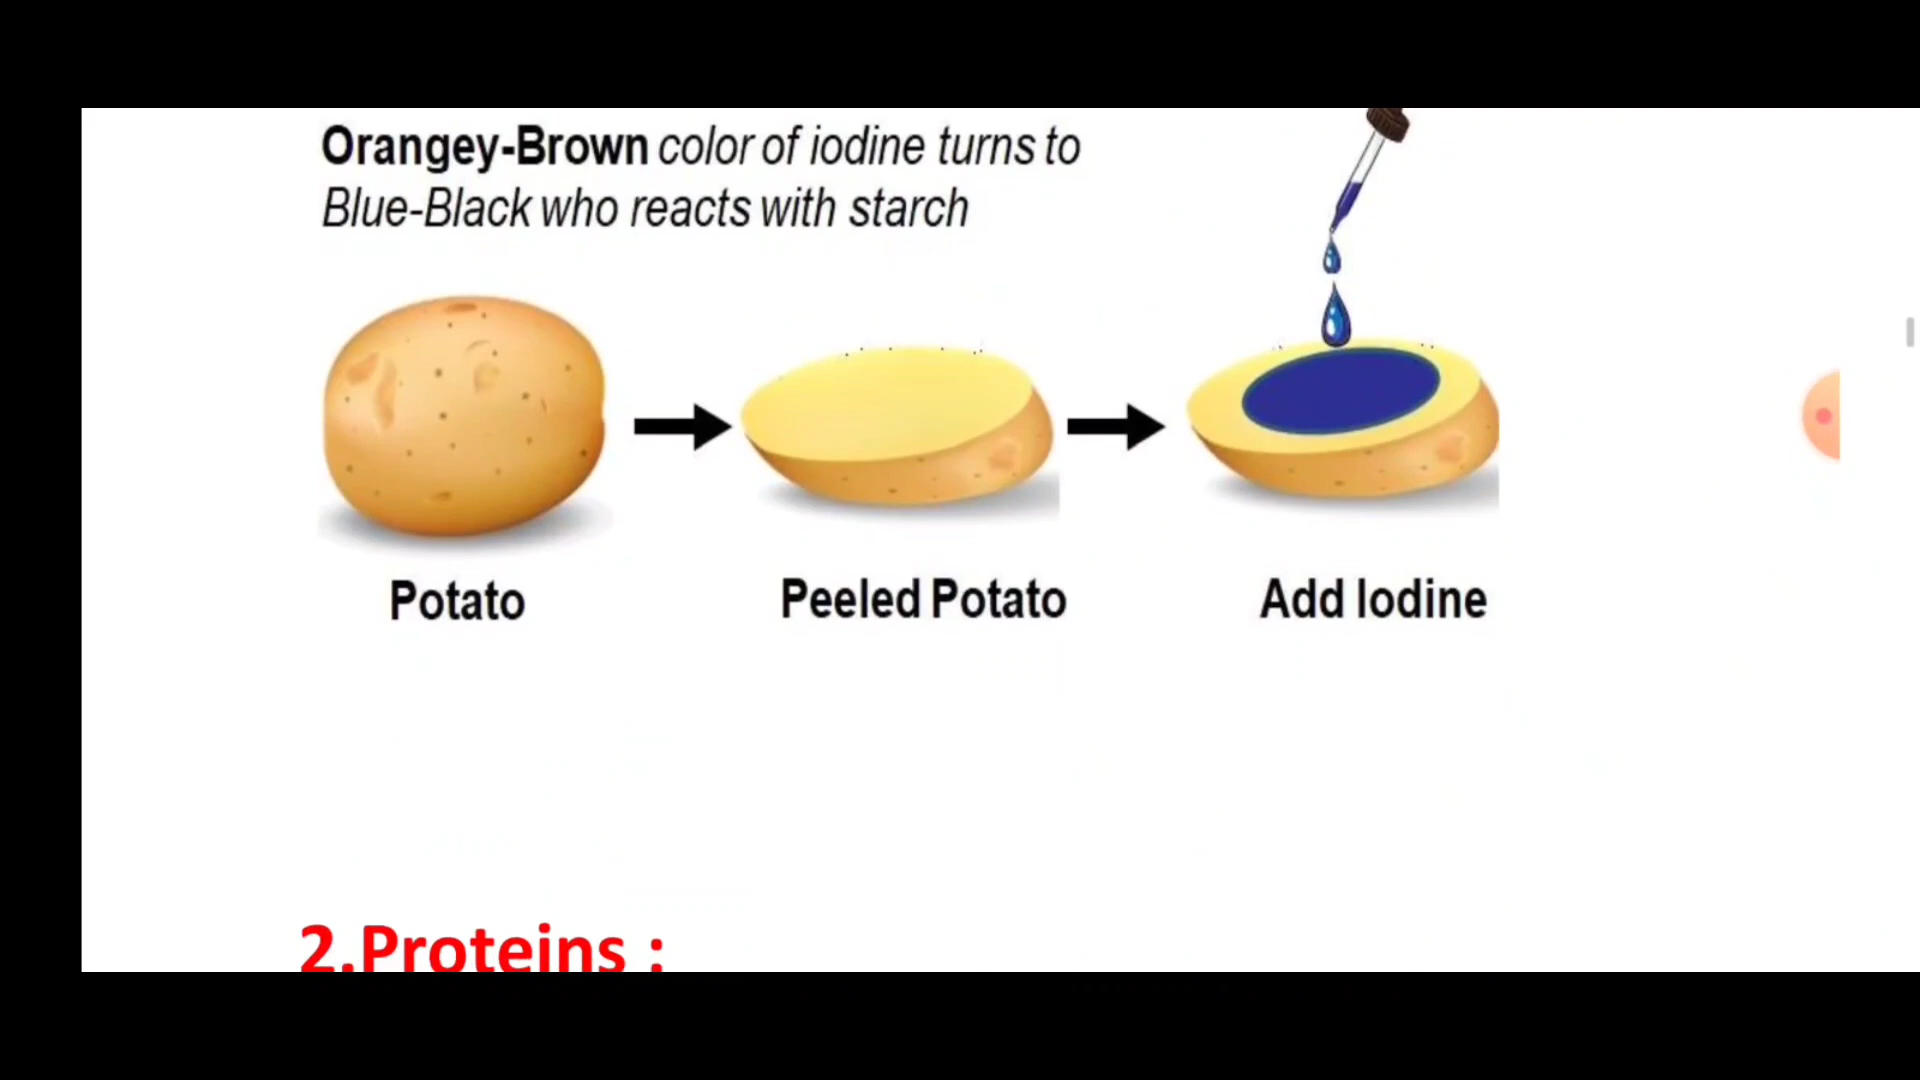 Orangey-Brown color of iodine turns to
Blue-Black who reacts with starch
Potato
Peeled Potato
Add Iodine
2.Proteins :